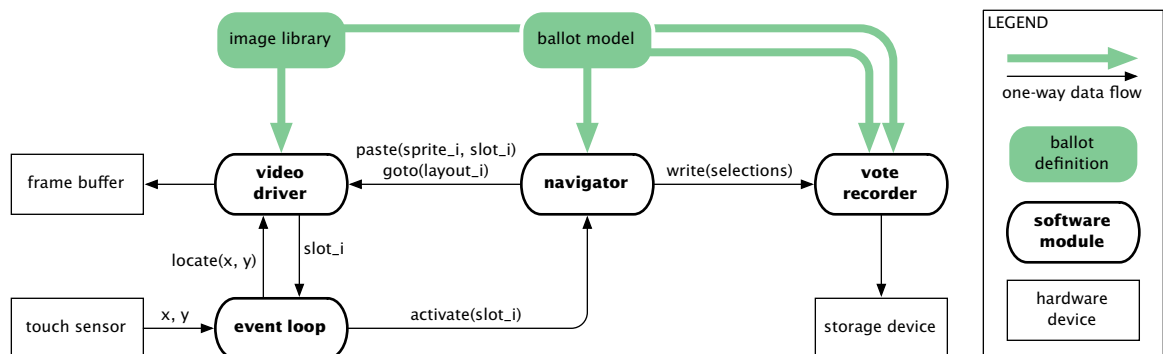 image library
ballot model
LEGEND
one-way data flow
ballot
definition
software
module
hardware
device
paste(sprite_i, slot_i)
goto(layout_i)
frame buffer
video
driver
navigator
write(selections)
vote
recorder
locate(x, y)
slot_i
touch sensor
x, y
event loop
activate(slot_i)
storage device